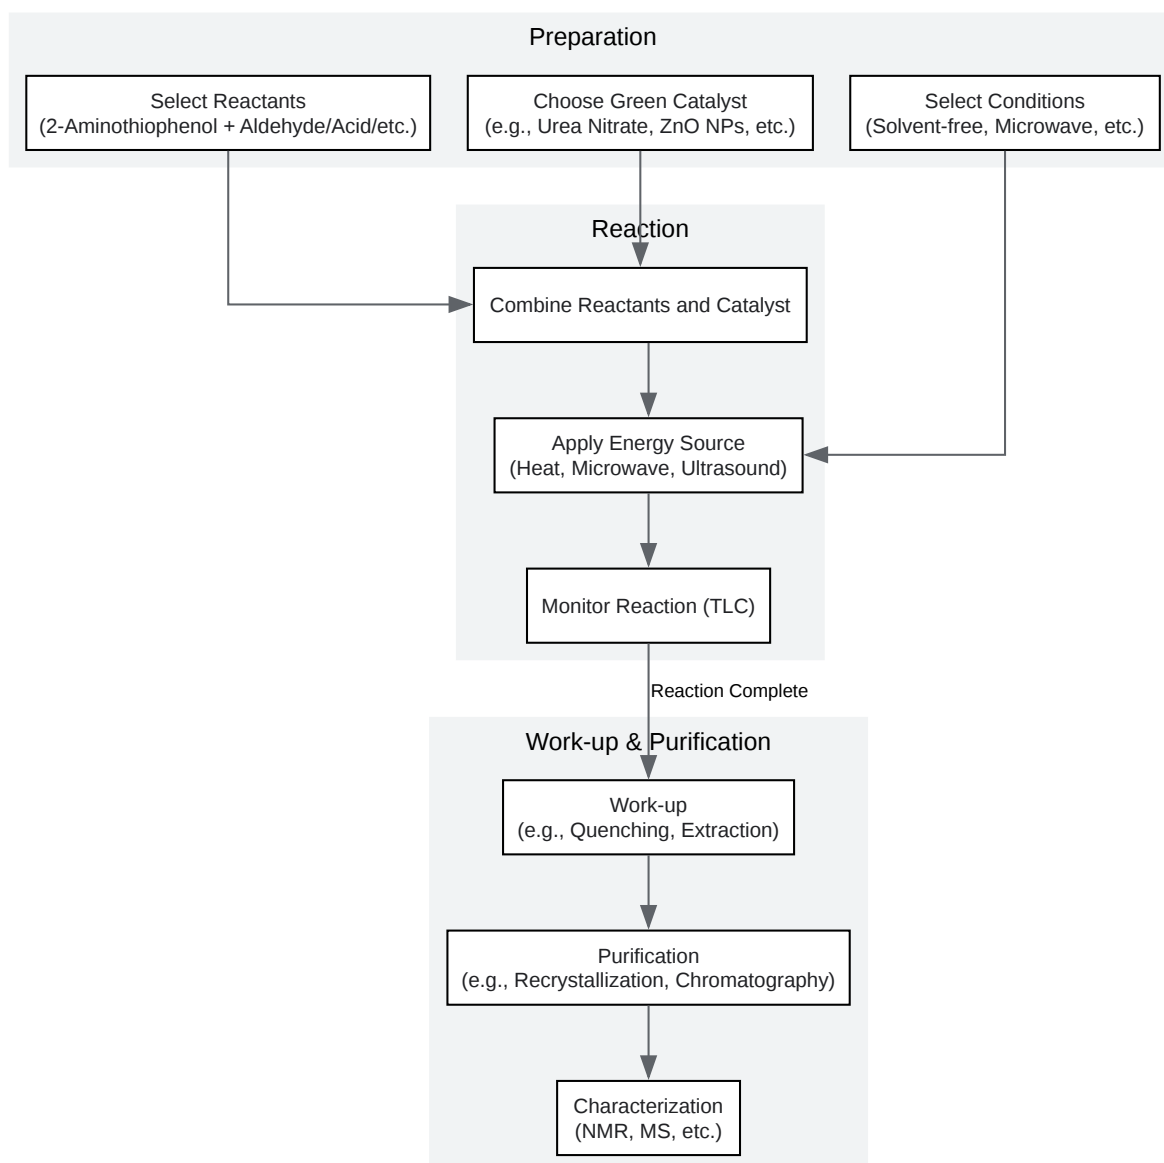 Preparation
Select Reactants
(2-Aminothiophenol + Aldehyde/Acid/etc.)
Choose Green Catalyst
(e.g., Urea Nitrate, ZnO NPs, etc.)
Select Conditions
(Solvent-free, Microwave, etc.)
Reaction
Combine Reactants and Catalyst
Apply Energy Source
(Heat, Microwave, Ultrasound)
Monitor Reaction (TLC)
Reaction Complete
Work-up & Purification
Work-up
(e.g., Quenching, Extraction)
Purification
(e.g., Recrystallization, Chromatography)
Characterization
(NMR, MS, etc.)